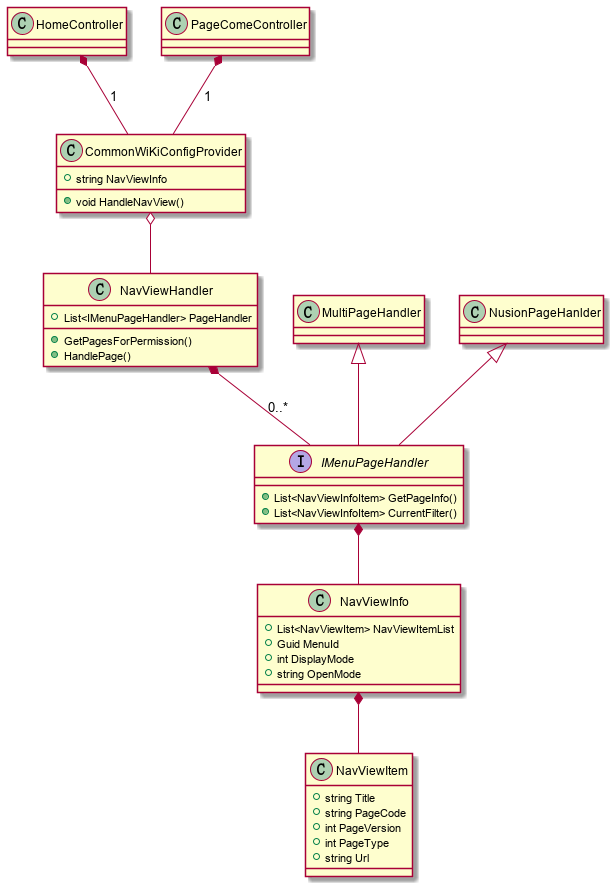 C HomeController
C PageComeController
1
1
C CommonWiKiConfigProvider
string NavViewInfo
void HandleNavView()
C NavViewHandler
List<IMenuPageHandler> PageHandler
GetPagesForPermission()
HandlePage()
C MultiPageHandler
C NusionPageHanlder
0..*
I IMenuPageHandler
List<NavViewInfoItem> GetPageInfo()
List<NavViewInfoItem> CurrentFilter()
C NavViewInfo
List<NavViewItem> NavViewItemList
Guid MenuId
int DisplayMode
string OpenMode
C NavViewItem
string Title
string PageCode
int PageVersion
int PageType
string Url